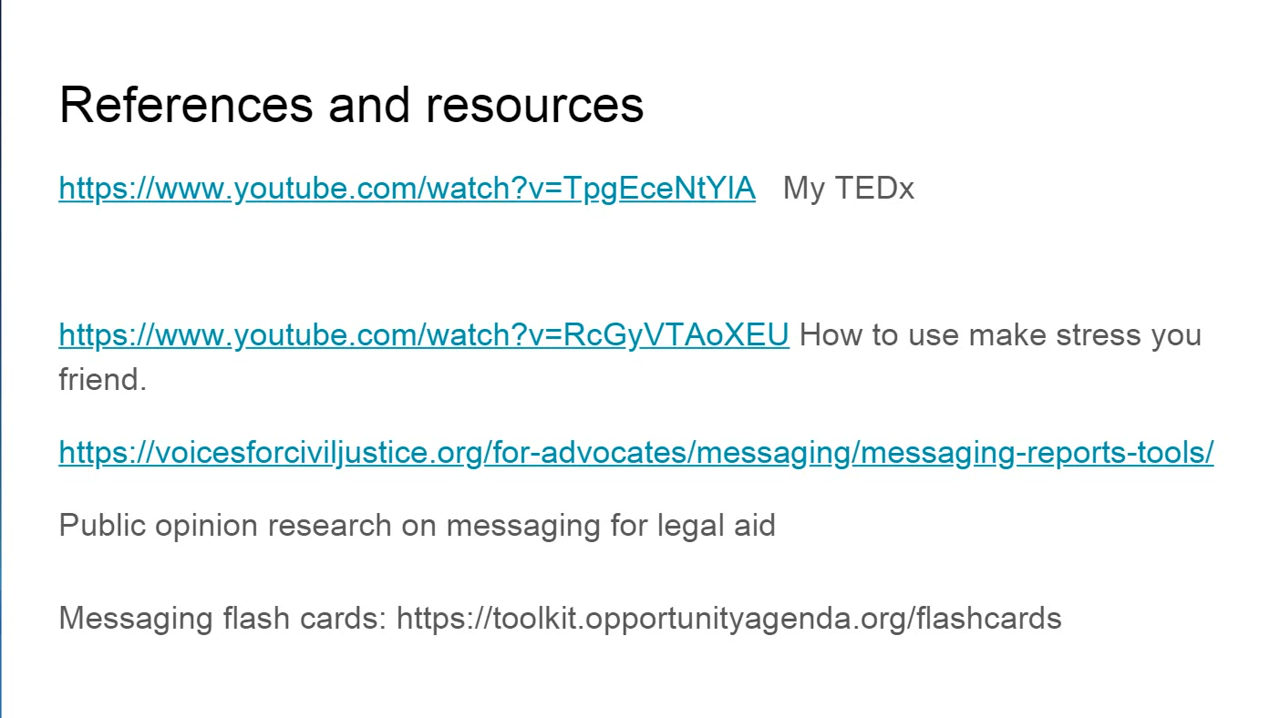 References and resources
https://www.youtube.com/watch?v=TpgEceNtYlA My TEDx
https://www.youtube.com/watch?v=RcGyVTAoXEU How to use make stress you
friend.
https://voicesforciviljustice.org/for-advocates/messaging/messaging-reports-tools/
Public opinion research on messaging for legal aid
Messaging flash cards: https://toolkit.opportunityagenda.org/flashcards